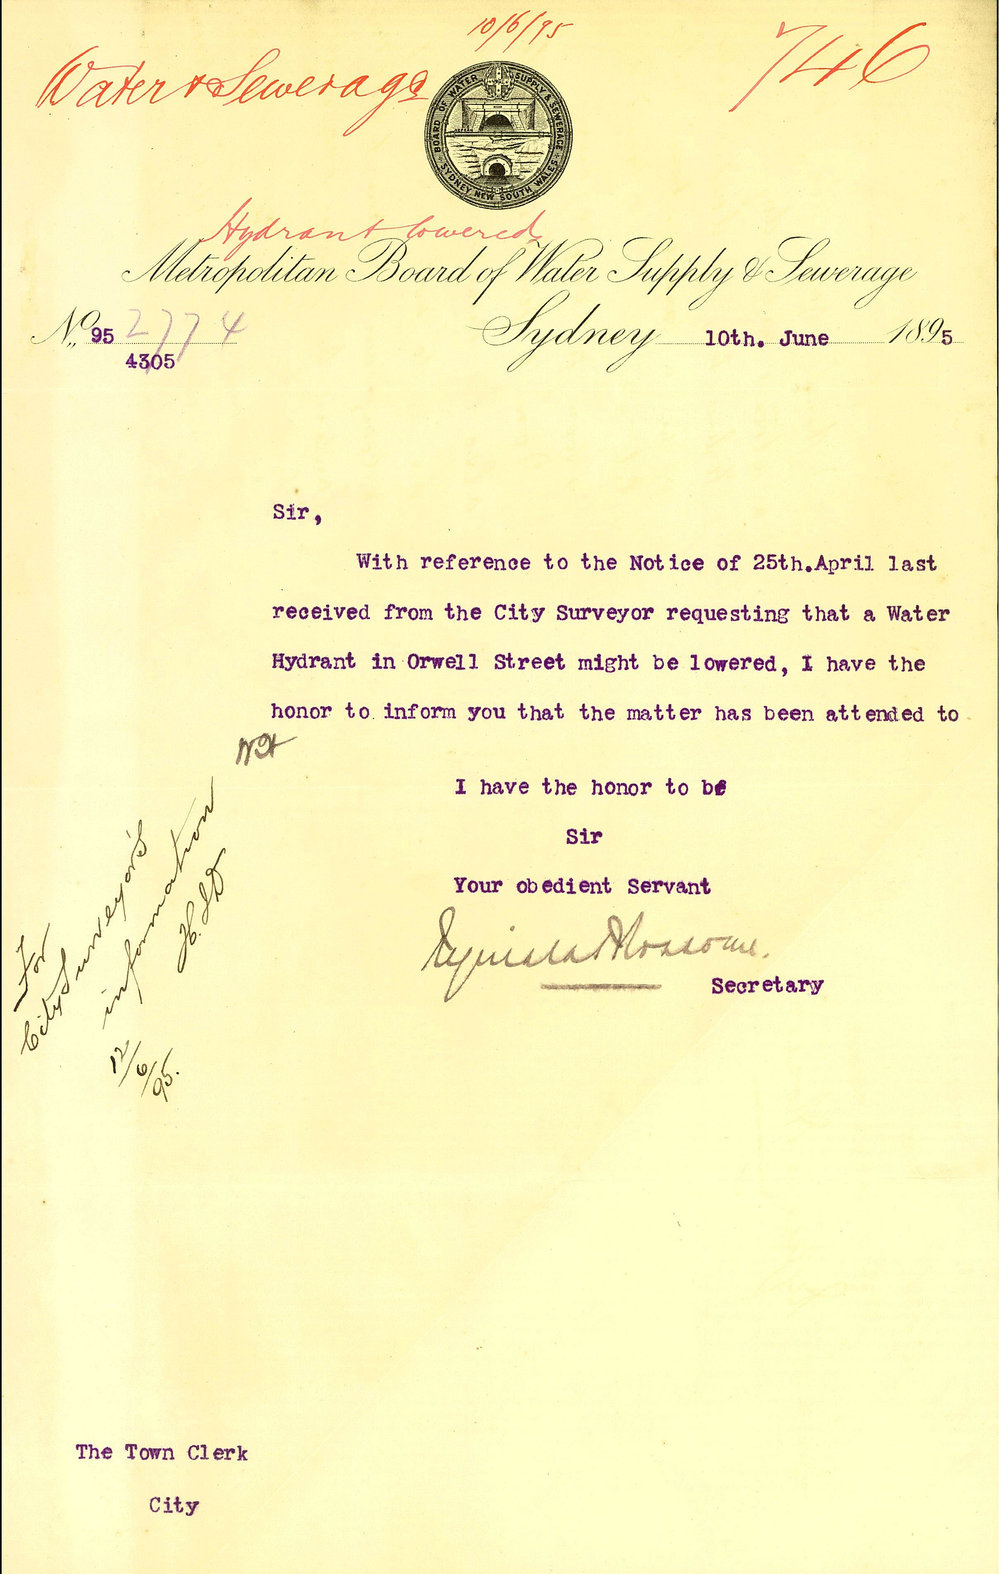 10/6/95
746
Water & Sewerage
BOARD OF WATER SUPPLY & SEWERAGE
SYDNEY NEW SOUTH WALES
Hydrant lowered
Metropolitan Board of Water Supply & Sewerage
No. 95 2774
4305
Sydney 10th. June 1895
Sir,
With reference to the Notice of 25th.April last
received from the City Surveyor requesting that a Water
Hydrant in Orwell Street might be lowered, I have the
honor to inform you that the matter has been attended to
I have the honor to be
Sir
Your obedient Servant
Secretary
For
City Surveyor's
information
12/6/95.
The Town Clerk
City